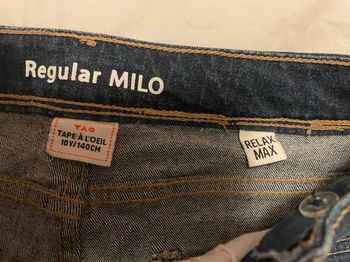 Regular MILO
TAO
TAPE À L'OEIL
10Y/140CM
RELAX
MAX